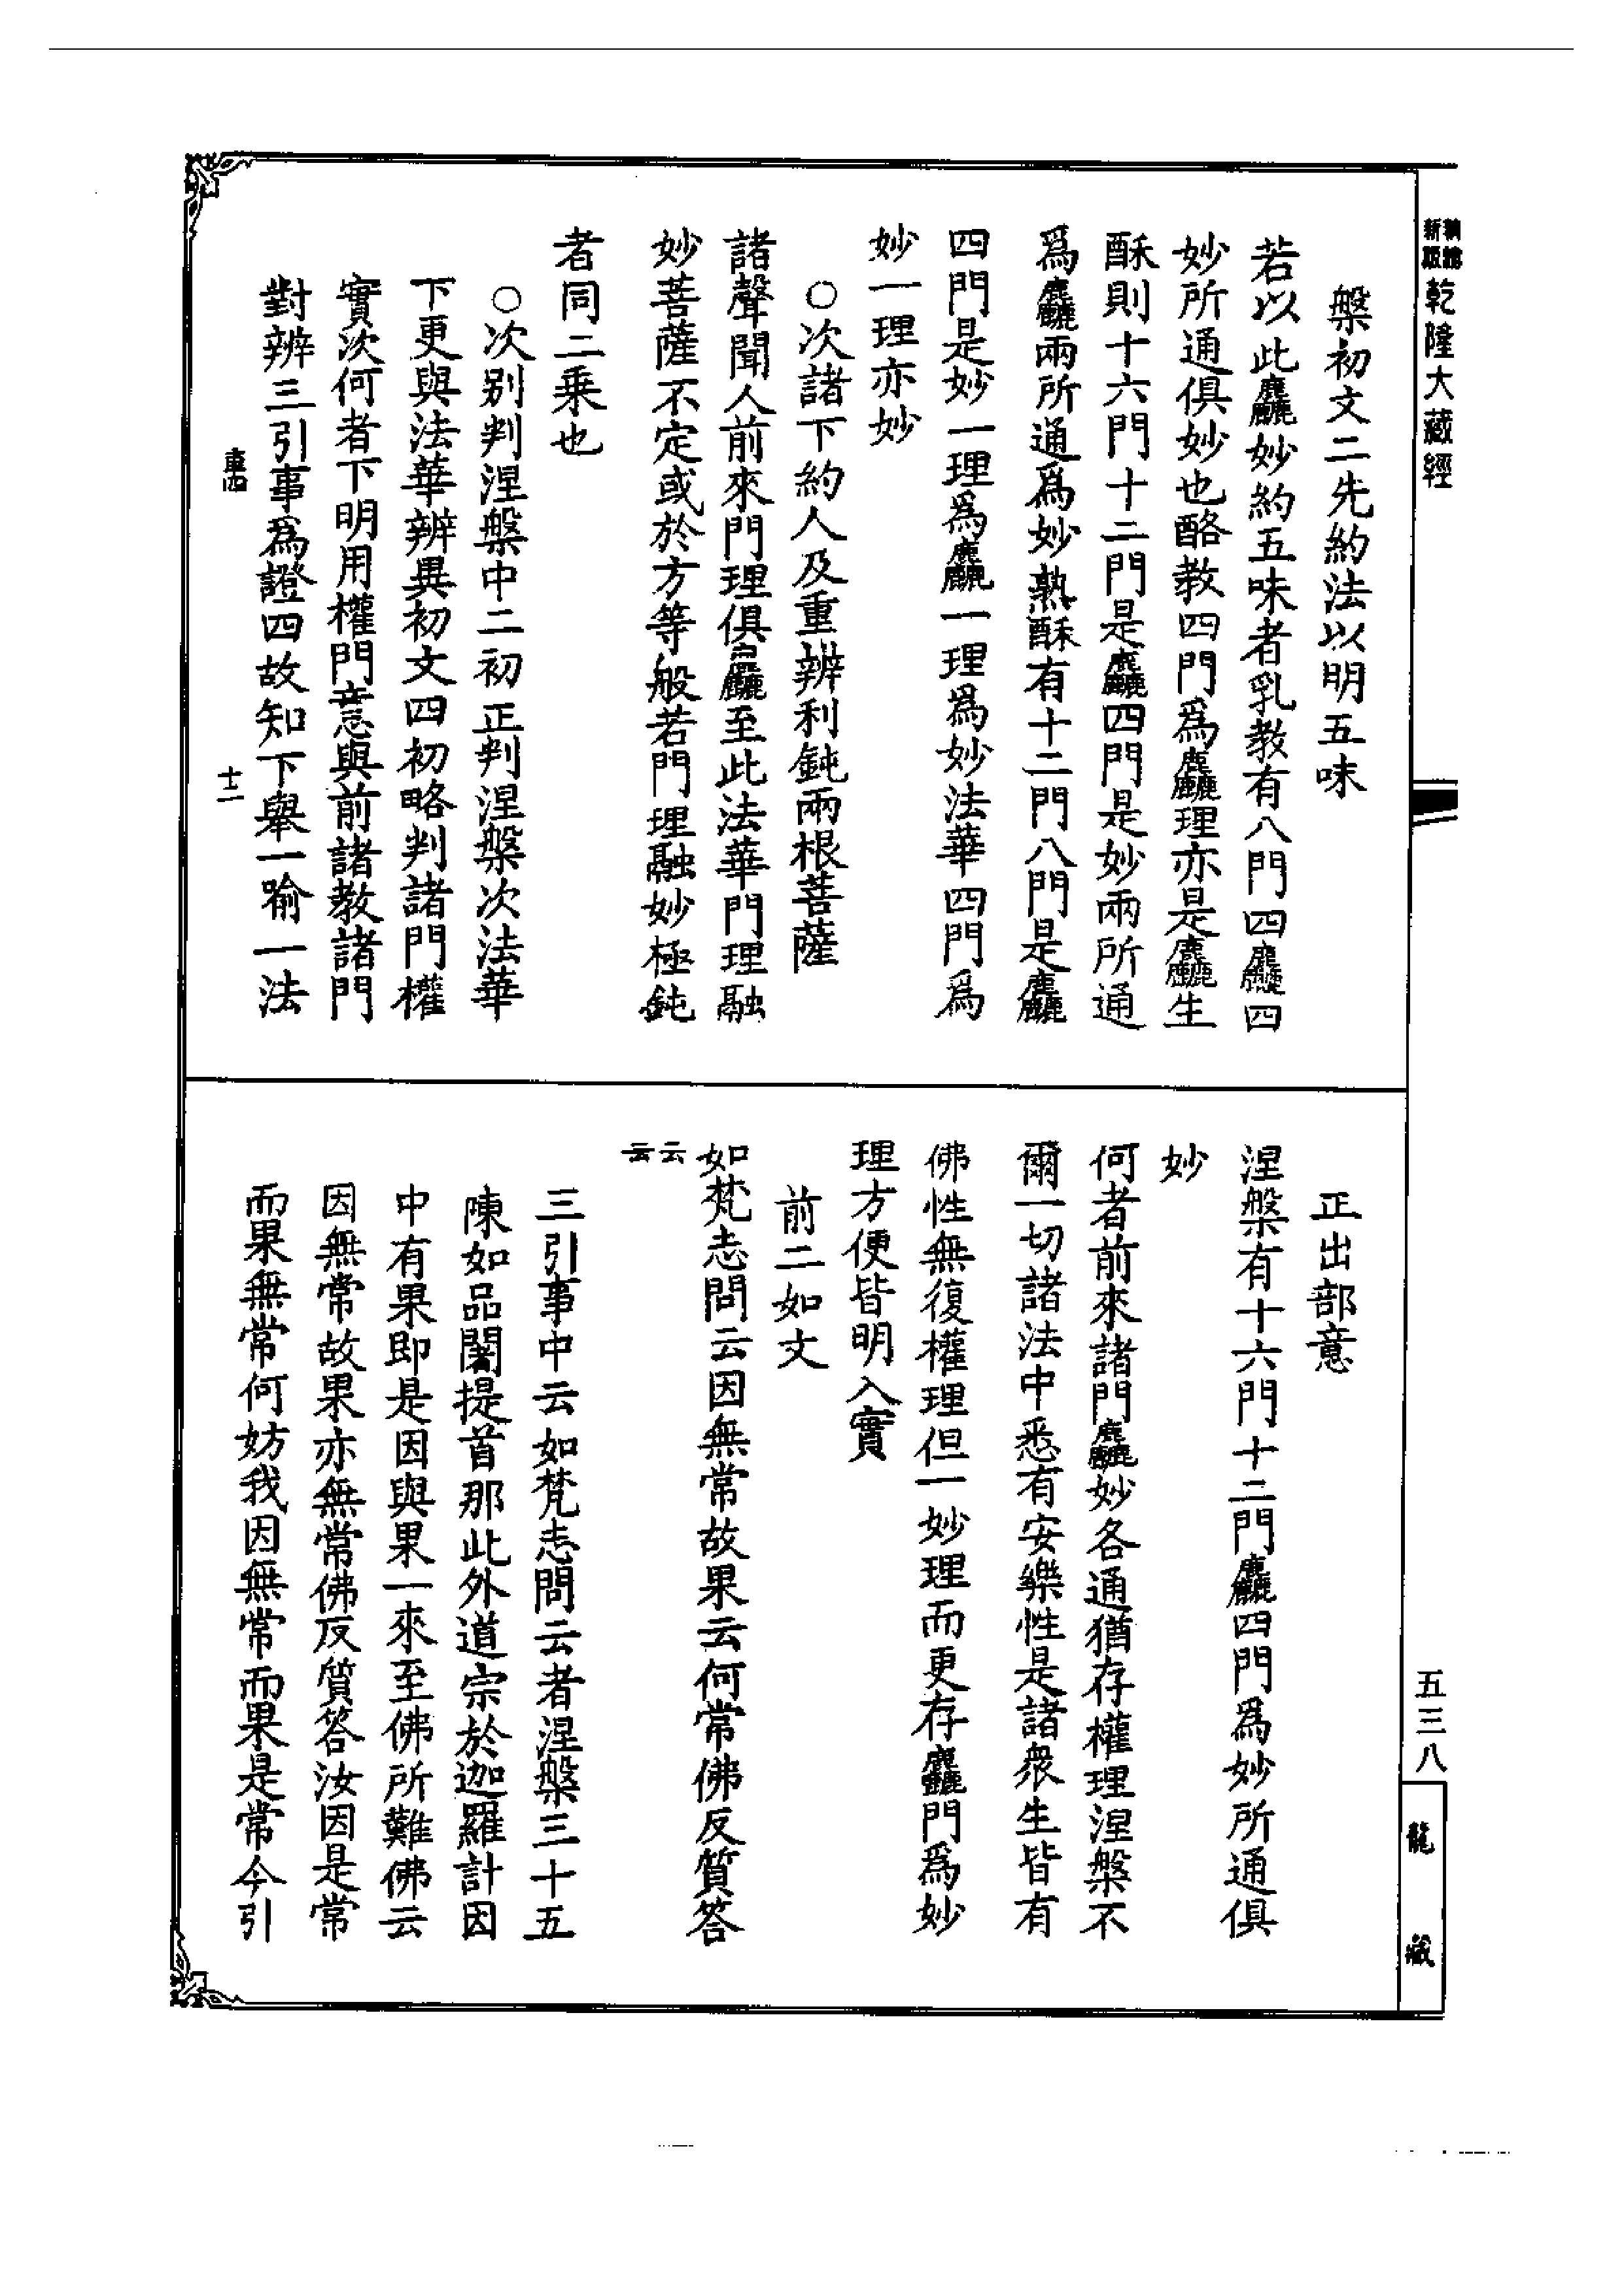 新版 乾隆大藏經
槃初文二先約法以明五味
若以此麤妙約五味者乳教有八門四麤四
妙所通俱妙也酪教四門爲麤理亦是麤生
酥則十六門十二門是麤四門是妙兩所通
爲麤兩所通爲妙熟酥有十二門八門是麤
四門是妙一理爲麤一理爲妙法華四門爲
妙一理亦妙
○次諸下約人及重辨利鈍兩根菩薩
諸聲聞人前來門理俱麤至此法華門理融
妙菩薩不定或於方等般若門理融妙極鈍
者同二乘也
○次別判涅槃中二初正判涅槃次法華
下更與法華辨異初文四初略判諸門權
實次何者下明用權門意與前諸教諸門
對辨三引事爲證四故知下舉一喻一法
車四
十二
正出部意
涅槃有十六門十二門麤四門爲妙所通俱
妙
何者前來諸門麤妙各通猶存權理涅槃不
爾一切諸法中悉有安樂性是諸衆生皆有
佛性無復權理但一妙理而更存麤門爲妙
理方便皆明入實
前二如文
如梵志問云因無常故果云何常佛反質答
云云
三引事中云如梵志問云者涅槃三十五
陳如品闍提首那此外道宗於迦羅計因
中有果即是因與果一來至佛所難佛云
因無常故果亦無常佛反質答汝因是常
而果無常何妨我因無常而果是常今引
五三八
龍藏